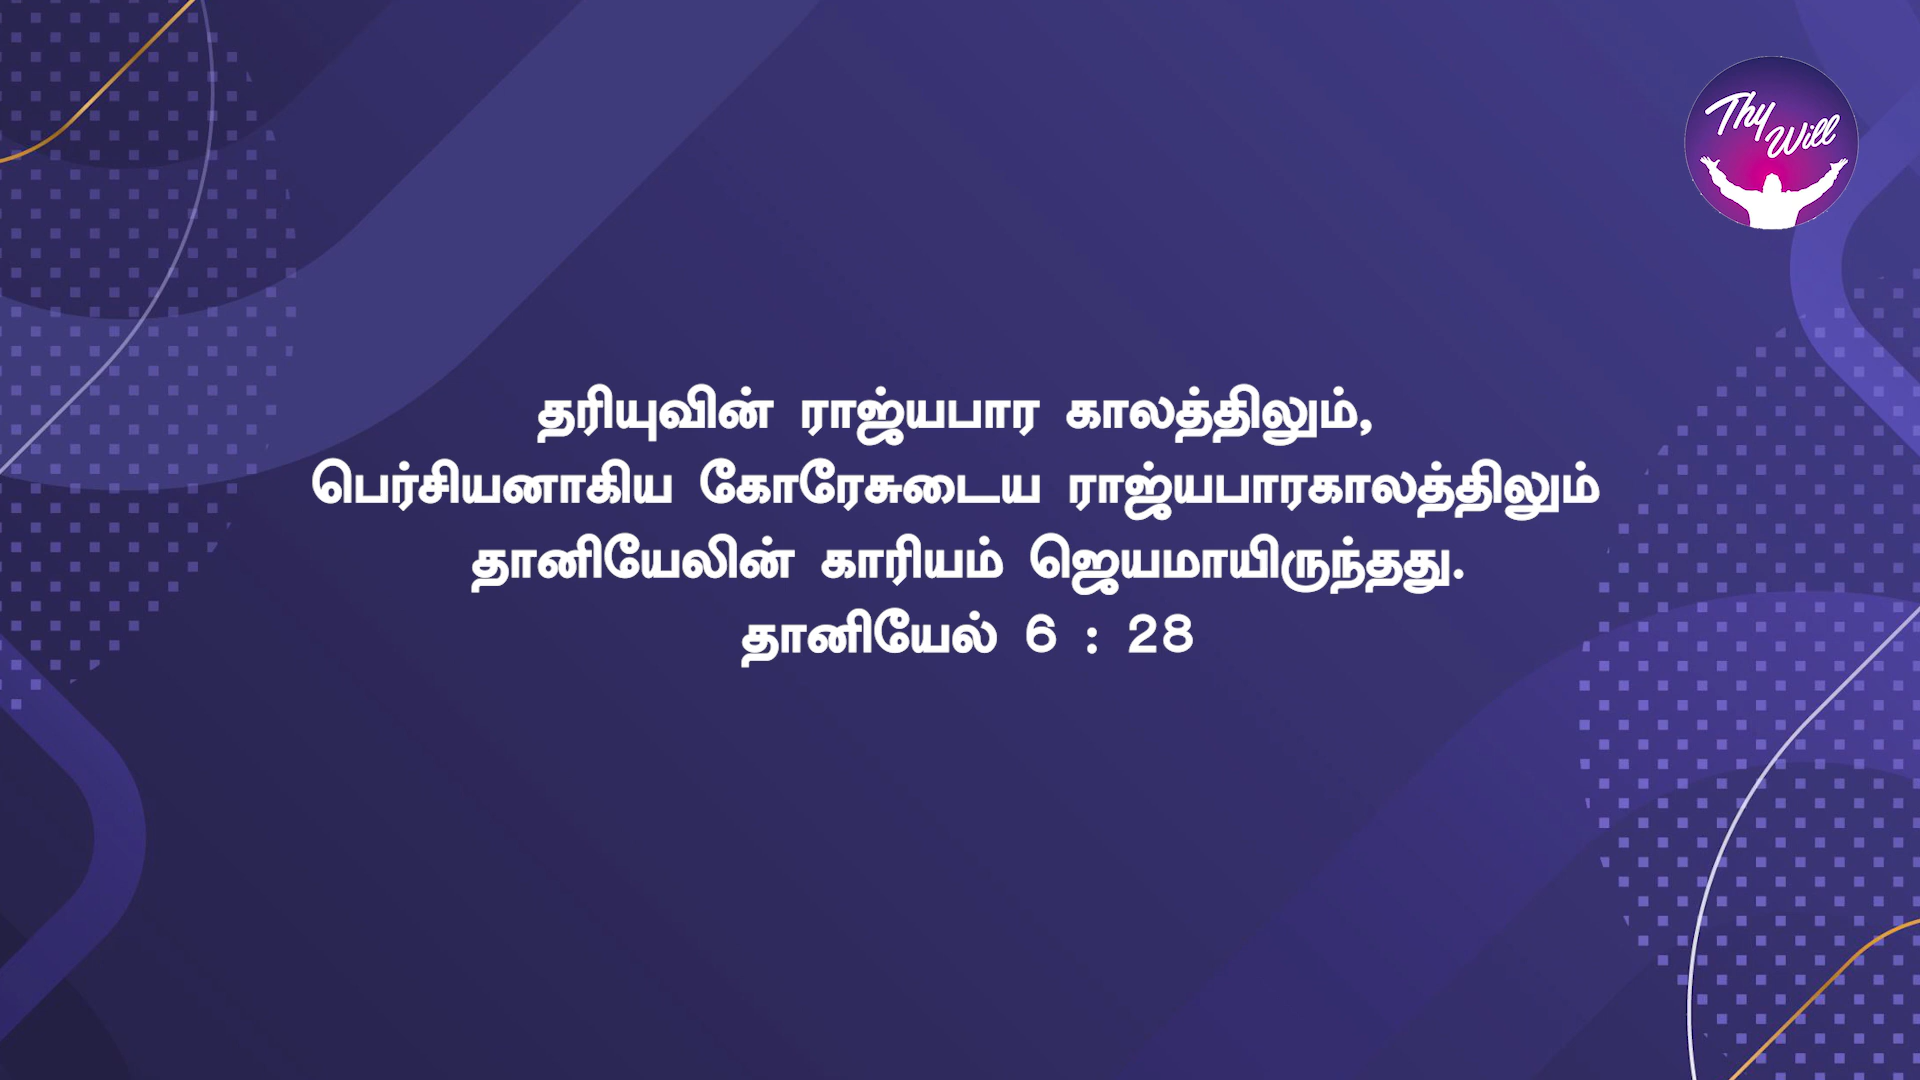 Thy
Will
தரியுவின் ராஜ்யபார காலத்திலும்,
பெர்சியனாகிய கோரேசுடைய ராஜ்யபாரகாலத்திலும்
தானியேலின் காரியம் ஜெயமாயிருந்தது.
தானியேல் 6 : 28